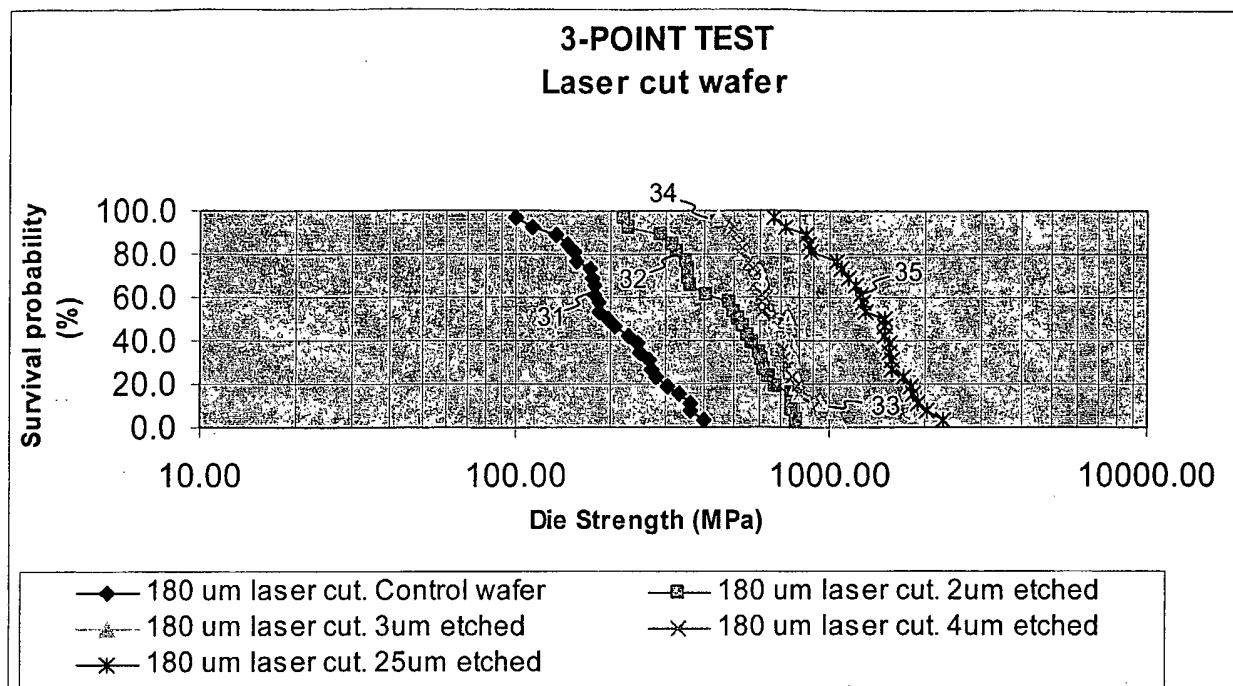 3-POINT TEST
Laser cut wafer
Survival probability
(%)
100.0
80.0
60.0
40.0
20.0
0.0
34
32
31
35
33
10.00
100.00
1000.00
10000.00
Die Strength (MPa)
180 um laser cut. Control wafer
180 um laser cut. 2um etched
180 um laser cut. 3um etched
180 um laser cut. 4um etched
180 um laser cut. 25um etched